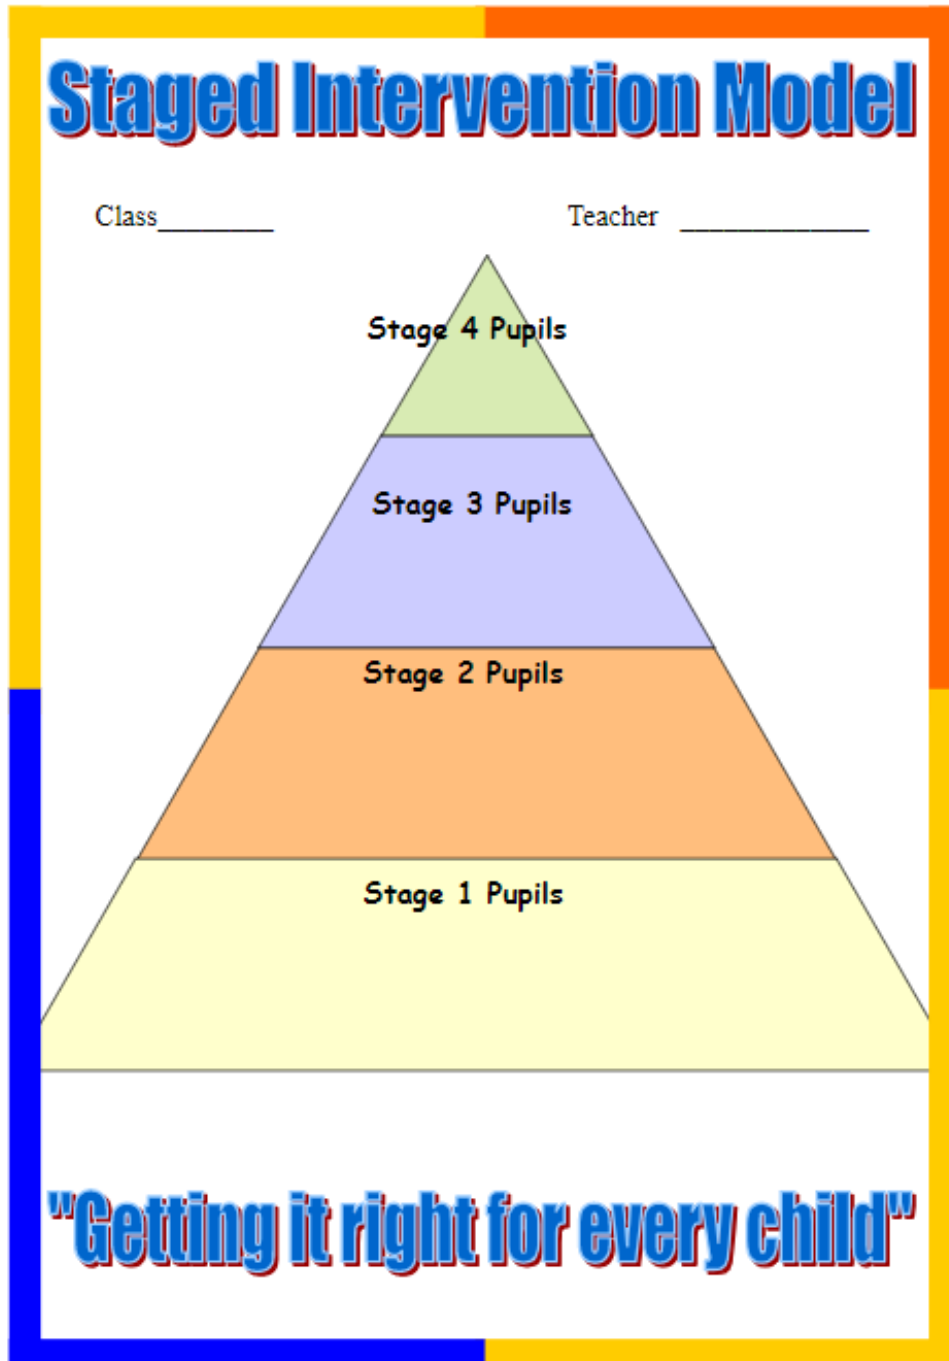 Staged Intervention Model
Class________ Teacher _____________
Stage 4 Pupils
Stage 3 Pupils
Stage 2 Pupils
Stage 1 Pupils
"Getting it right for every child"